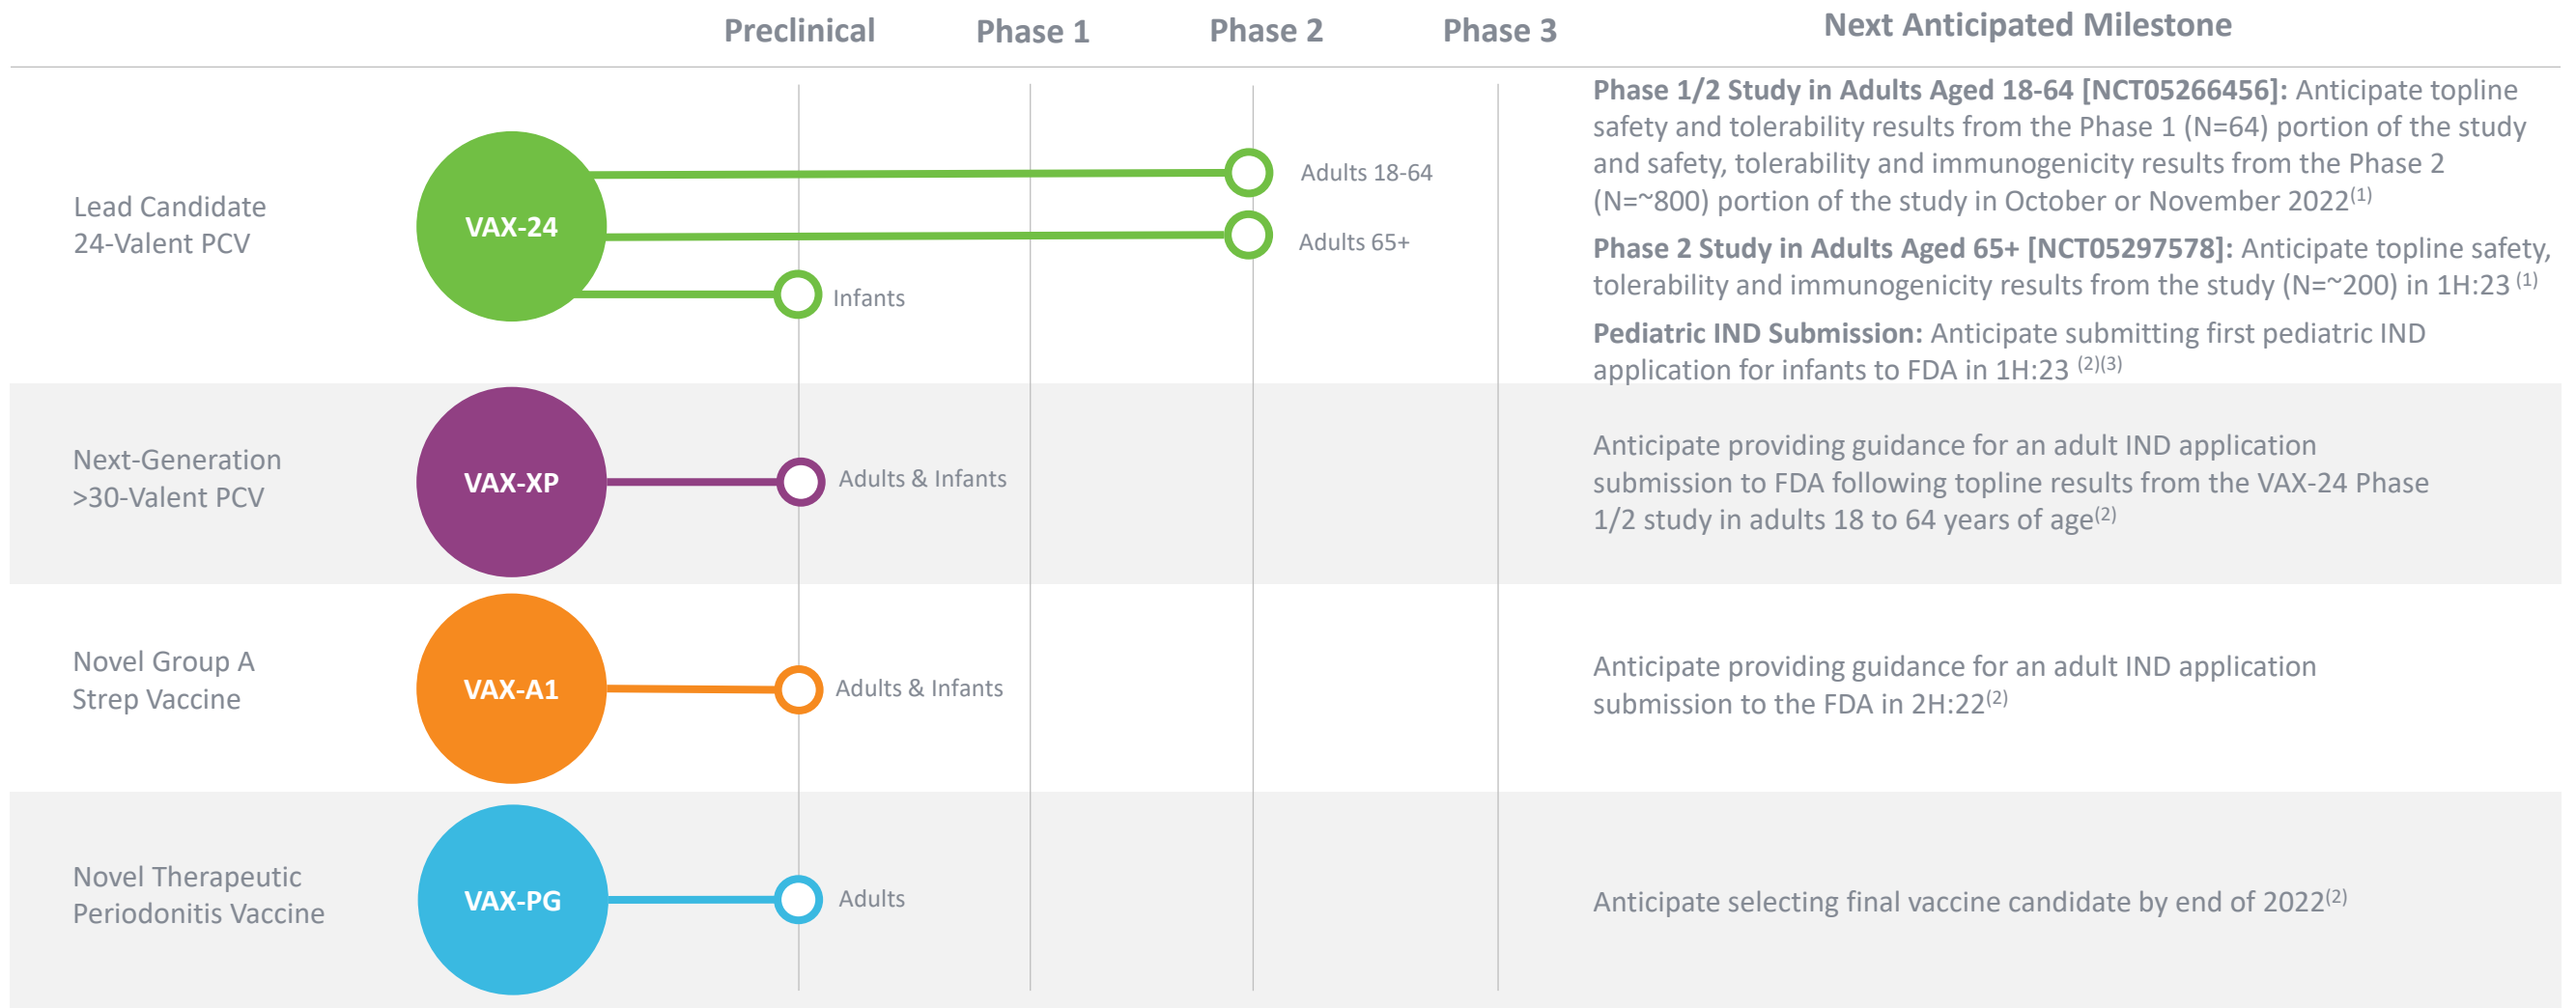 Preclinical Phase 1 Phase 2 Phase 3 Next Anticipated Milestone
Lead Candidate
24-Valent PCV
VAX-24
Adults 18-64
Adults 65+
Infants
Phase 1/2 Study in Adults Aged 18-64 [NCT05266456]: Anticipate topline
safety and tolerability results from the Phase 1 (N=64) portion of the study
and safety, tolerability and immunogenicity results from the Phase 2
(N=~800) portion of the study in October or November 2022(1)
Phase 2 Study in Adults Aged 65+ [NCT05297578]: Anticipate topline safety,
tolerability and immunogenicity results from the study (N=~200) in 1H:23 (1)
Pediatric IND Submission: Anticipate submitting first pediatric IND
application for infants to FDA in 1H:23 (2)(3)
Next-Generation
>30-Valent PCV
VAX-XP
Adults & Infants
Anticipate providing guidance for an adult IND application
submission to FDA following topline results from the VAX-24 Phase
1/2 study in adults 18 to 64 years of age(2)
Novel Group A
Strep Vaccine
VAX-A1
Adults & Infants
Anticipate providing guidance for an adult IND application
submission to the FDA in 2H:22(2)
Novel Therapeutic
Periodonitis Vaccine
VAX-PG
Adults
Anticipate selecting final vaccine candidate by end of 2022(2)